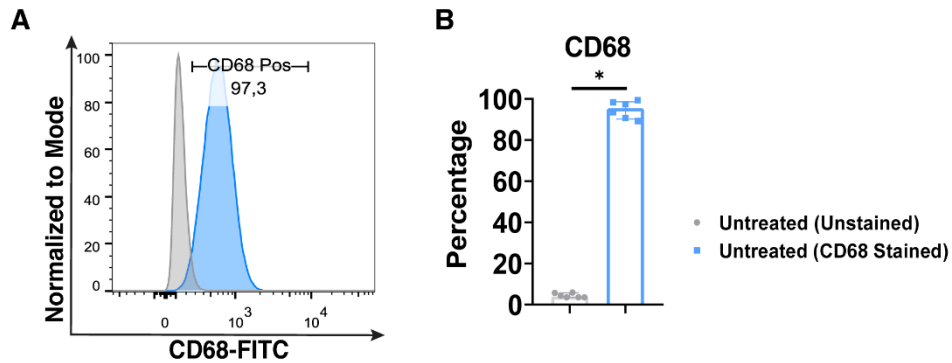 A
Normalized to Mode
100
80
60
40
20
0
CD68 Pos
97,3
0
10³
10⁴
CD68-FITC
B
CD68
*
Percentage
100
80
60
40
20
0
Untreated (Unstained)
Untreated (CD68 Stained)